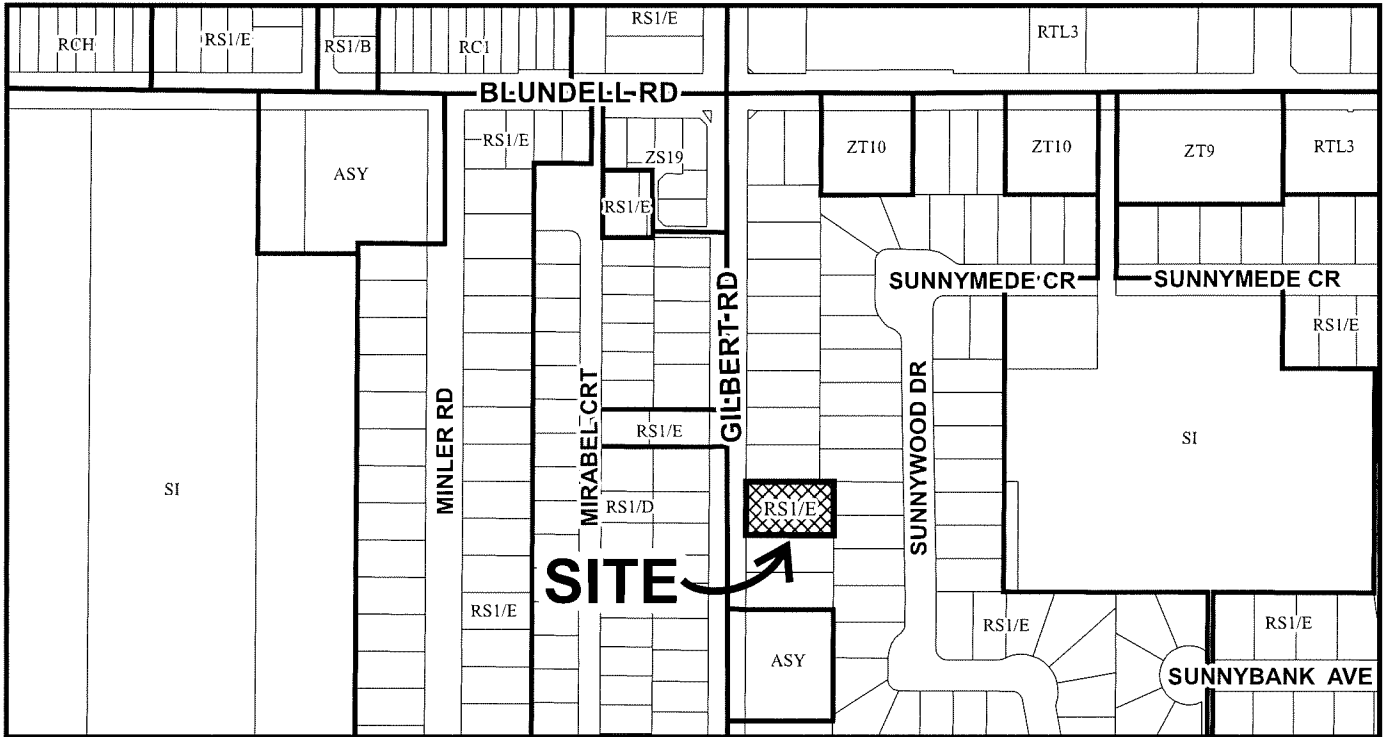 RCH
RS1/E
RS1/B
RC1
RS1/E
RTL3
BLUNDELL RD
ASY
RS1/E
ZS19
RS1/E
ZT10
ZT10
ZT9
RTL3
SUNNYMEDE CR
SUNNYMEDE CR
RS1/E
GILBERT RD
MINLER RD
MIRABEL CRT
SUNNYWOOD DR
RS1/E
SI
SI
RS1/D
RS1/E
SITE
RS1/E
ASY
RS1/E
RS1/E
SUNNYBANK AVE